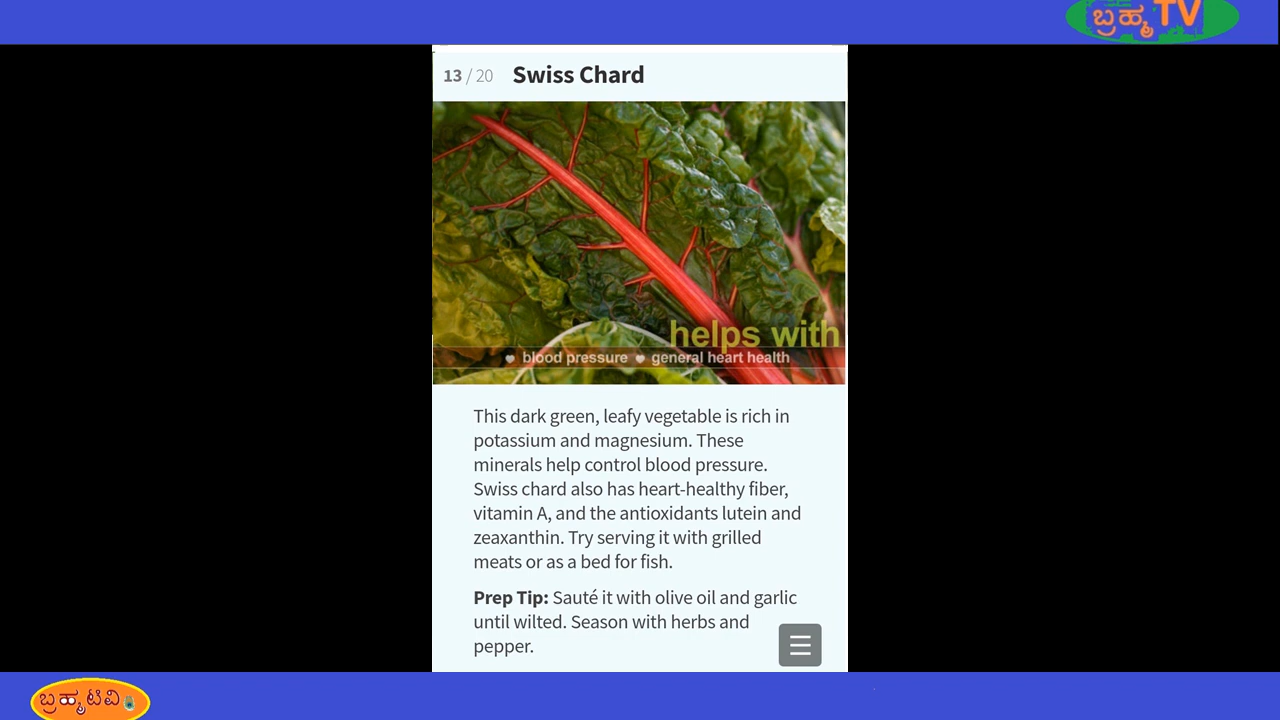 ಬ್ರಹ್ಮ TV
13 / 20 Swiss Chard
helps with
blood pressure general heart health
This dark green, leafy vegetable is rich in
potassium and magnesium. These
minerals help control blood pressure.
Swiss chard also has heart-healthy fiber,
vitamin A, and the antioxidants lutein and
zeaxanthin. Try serving it with grilled
meats or as a bed for fish.
Prep Tip: Sauté it with olive oil and garlic
until wilted. Season with herbs and
pepper.
ಬ್ರಹ್ಮ ಟಿವಿ